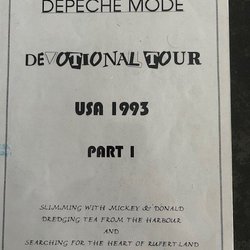 DEPECHE MODE
DEVOTIONAL TOUR
USA 1993
PART I
SLIMMING WITH MICKEY & DONALD
DREDGING TEA FROM THE HARBOUR
AND
SEARCHING FOR THE HEART OF RUPERT-LAND